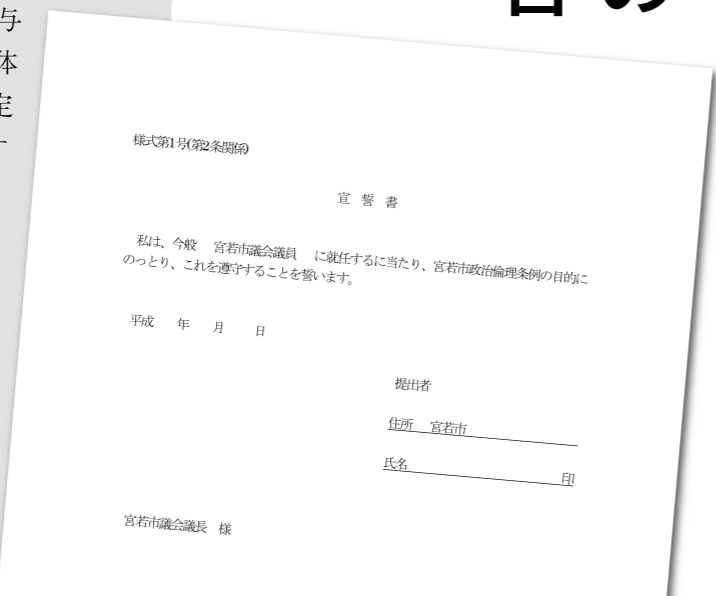 与
体
定
の
様式第1号(第2条関係)
宣 誓 書
私は、今般 宮若市議会議員 に就任するに当たり、宮若市政治倫理条例の目的に
のっとり、これを遵守することを誓います。
平成 年 月 日
提出者
住所 宮若市
氏名 印
宮若市議会議長 様